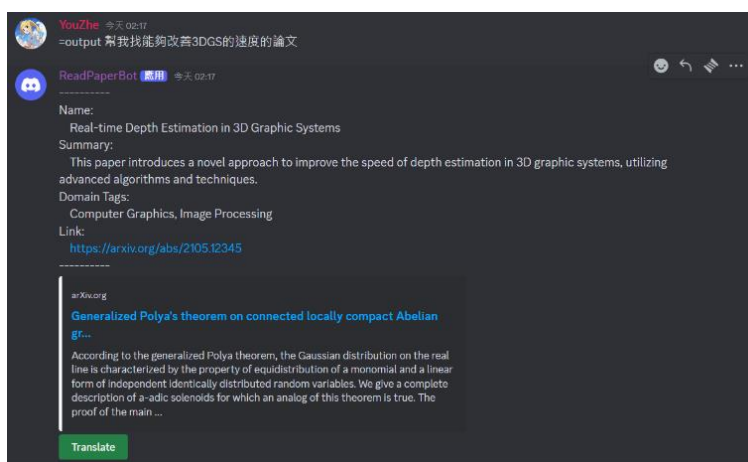 YouZhe 今天 02:17
=output 幫我找能夠改善3DGS的速度的論文
ReadPaperBot 應用 今天 02:17
----------
Name:
Real-time Depth Estimation in 3D Graphic Systems
Summary:
This paper introduces a novel approach to improve the speed of depth estimation in 3D graphic systems, utilizing
advanced algorithms and techniques.
Domain Tags:
Computer Graphics, Image Processing
Link:
https://arxiv.org/abs/2105.12345
----------
arXiv.org
Generalized Polya's theorem on connected locally compact Abelian
gr...
According to the generalized Polya theorem, the Gaussian distribution on the real
line is characterized by the property of equidistribution of a monomial and a linear
form of independent identically distributed random variables. We give a complete
description of a-adic solenoids for which an analog of this theorem is true. The
proof of the main ...
Translate